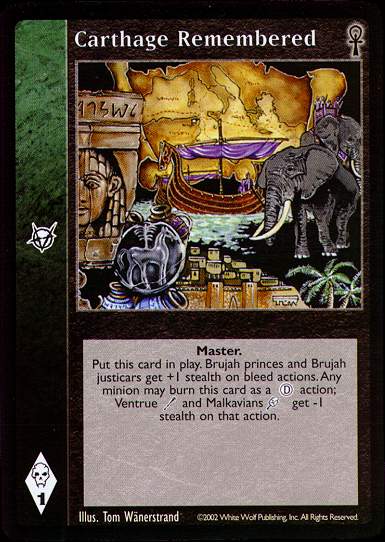 Carthage Remembered
Master.
Put this card in play. Brujah princes and Brujah
justicars get +1 stealth on bleed actions. Any
minion may burn this card as a Ⓓ action;
Ventrue and Malkavians get -1
stealth on that action.
1
Illus. Tom Wänerstrand ©2002 White Wolf Publishing, Inc. All Rights Reserved.